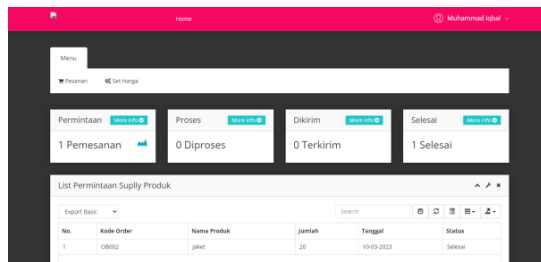 Home
Muhammad Iqbal
Menu
Pesanan Set Harga
Permintaan More info
Proses More info
Dikirim More info
Selesai More info
1 Pemesanan
0 Diproses
0 Terkirim
1 Selesai
List Permintaan Suplly Produk
Export Basic
Search
No. Kode Order Nama Produk Jumlah Tanggal Status
1 OB002 Jaket 20 10-03-2023 Selesai